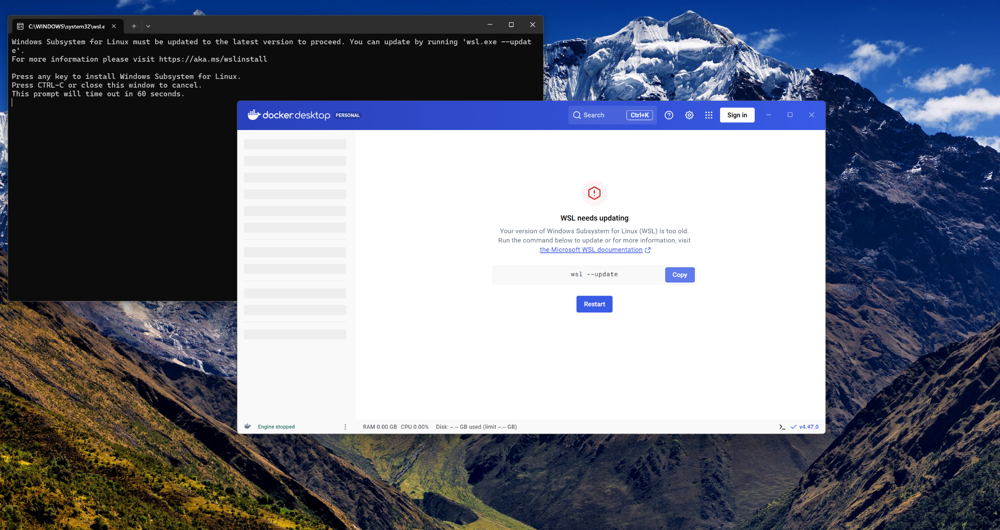 C:\WINDOWS\system32\wsl.e
Windows Subsystem for Linux must be updated to the latest version to proceed. You can update by running 'wsl.exe --updat
e'.
For more information please visit https://aka.ms/wslinstall
Press any key to install Windows Subsystem for Linux.
Press CTRL-C or close this window to cancel.
This prompt will time out in 60 seconds.
docker.desktop PERSONAL
Search Ctrl+K
Sign in
WSL needs updating
Your version of Windows Subsystem for Linux (WSL) is too old.
Run the command below to update or for more information, visit
.the Microsoft WSL documentation
wsl --update
Copy
Restart
Engine stopped
RAM 0.00 GB CPU 0.00% Disk: --.-- GB used (limit --.-- GB)
v4.47.0